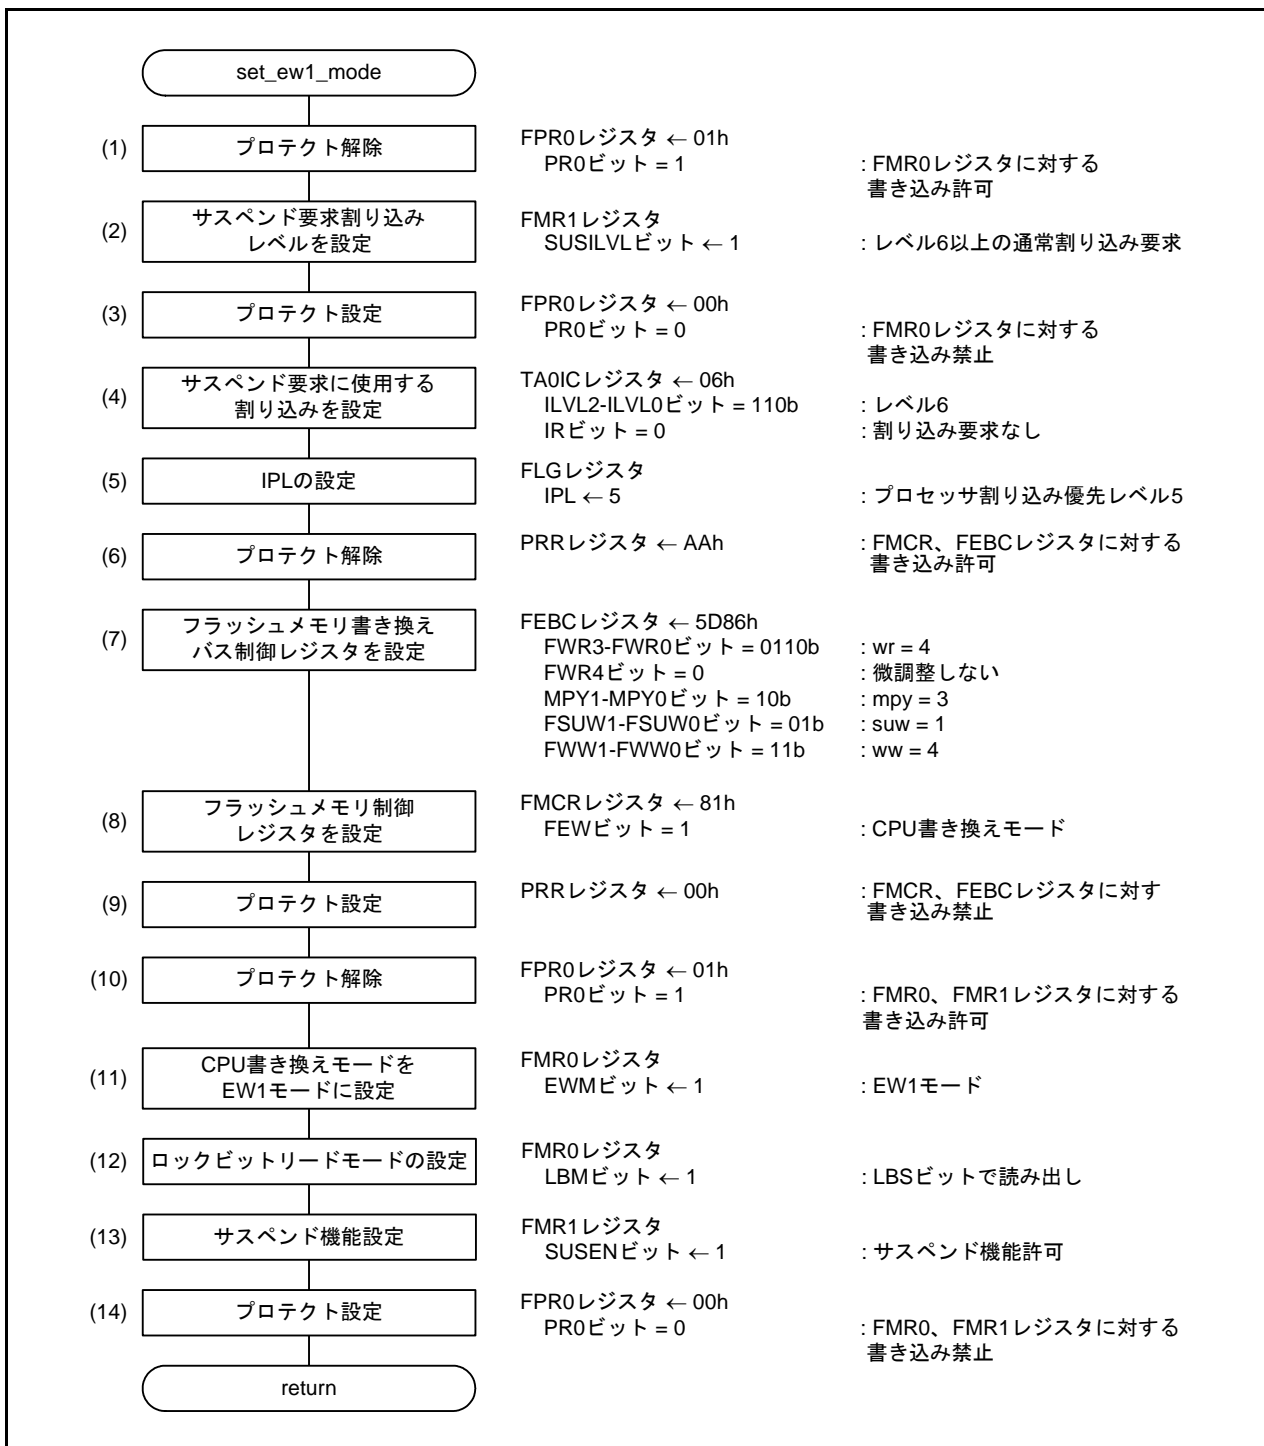 set_ew1_mode
(1) プロテクト解除 FPR0レジスタ ← 01h
PR0ビット = 1 : FMR0レジスタに対する
書き込み許可
(2) サスペンド要求割り込み
レベルを設定
FMR1レジスタ
SUSILVLビット ← 1 : レベル6以上の通常割り込み要求
(3) プロテクト設定 FPR0レジスタ ← 00h
PR0ビット = 0 : FMR0レジスタに対する
書き込み禁止
(4) サスペンド要求に使用する
割り込みを設定
TA0ICレジスタ ← 06h
ILVL2-ILVL0ビット = 110b : レベル6
IRビット = 0 : 割り込み要求なし
(5) IPLの設定 FLGレジスタ
IPL ← 5 : プロセッサ割り込み優先レベル5
(6) プロテクト解除 PRRレジスタ ← AAh : FMCR、FEBCレジスタに対する
書き込み許可
(7) フラッシュメモリ書き換え
バス制御レジスタを設定
FEBCレジスタ ← 5D86h
FWR3-FWR0ビット = 0110b : wr = 4
FWR4ビット = 0 : 微調整しない
MPY1-MPY0ビット = 10b : mpy = 3
FSUW1-FSUW0ビット = 01b : suw = 1
FWW1-FWW0ビット = 11b : ww = 4
(8) フラッシュメモリ制御
レジスタを設定
FMCRレジスタ ← 81h
FEWビット = 1 : CPU書き換えモード
(9) プロテクト設定 PRRレジスタ ← 00h : FMCR、FEBCレジスタに対す
書き込み禁止
(10) プロテクト解除 FPR0レジスタ ← 01h
PR0ビット = 1 : FMR0、FMR1レジスタに対する
書き込み許可
(11) CPU書き換えモードを
EW1モードに設定
FMR0レジスタ
EWMビット ← 1 : EW1モード
(12) ロックビットリードモードの設定 FMR0レジスタ
LBMビット ← 1 : LBSビットで読み出し
(13) サスペンド機能設定 FMR1レジスタ
SUSENビット ← 1 : サスペンド機能許可
(14) プロテクト設定 FPR0レジスタ ← 00h
PR0ビット = 0 : FMR0、FMR1レジスタに対する
書き込み禁止
return